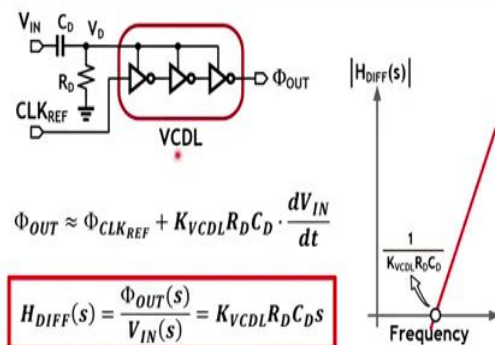 V_IN C_D V_D
R_D
CLK_REF
Φ_OUT
VCDL
Φ_OUT ≈ Φ_CLK_REF + K_VCDL R_D C_D · dV_IN/dt
H_DIFF(s) = Φ_OUT(s)/V_IN(s) = K_VCDL R_D C_D s
|H_DIFF(s)|
1/K_VCDL R_D C_D
Frequency